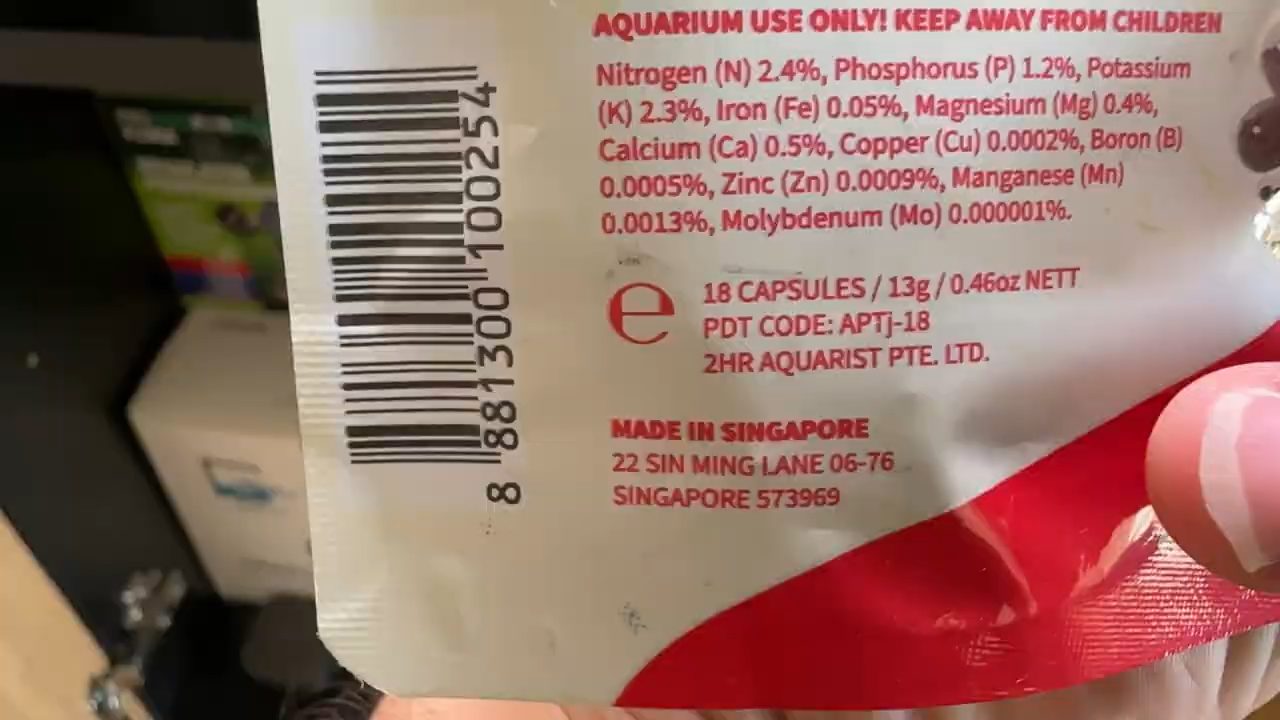 AQUARIUM USE ONLY! KEEP AWAY FROM CHILDREN
Nitrogen (N) 2.4%, Phosphorus (P) 1.2%, Potassium
(K) 2.3%, Iron (Fe) 0.05%, Magnesium (Mg) 0.4%,
Calcium (Ca) 0.5%, Copper (Cu) 0.0002%, Boron (B)
0.0005%, Zinc (Zn) 0.0009%, Manganese (Mn)
0.0013%, Molybdenum (Mo) 0.000001%.
e
18 CAPSULES / 13g / 0.46oz NETT
PDT CODE: APTj-18
2HR AQUARIST PTE. LTD.
MADE IN SINGAPORE
22 SIN MING LANE 06-76
SINGAPORE 573969
8 881300 100254